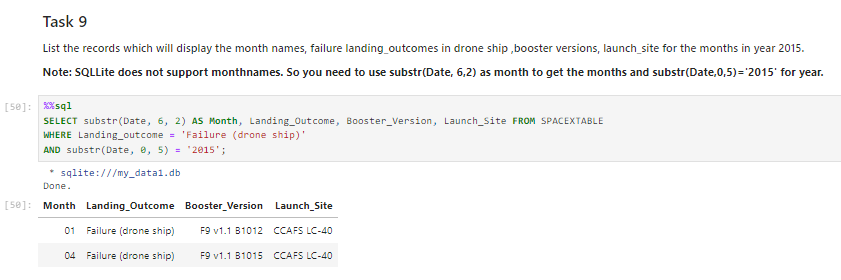 Task 9
List the records which will display the month names, failure landing_outcomes in drone ship ,booster versions, launch_site for the months in year 2015.
Note: SQLLite does not support monthnames. So you need to use substr(Date, 6,2) as month to get the months and substr(Date,0,5)='2015' for year.
[50]: %%sql
SELECT substr(Date, 6, 2) AS Month, Landing_Outcome, Booster_Version, Launch_Site FROM SPACEXTABLE
WHERE Landing_outcome = 'Failure (drone ship)'
AND substr(Date, 0, 5) = '2015';
* sqlite:///my_data1.db
Done.
[50]: Month Landing_Outcome Booster_Version Launch_Site
01 Failure (drone ship) F9 v1.1 B1012 CCAFS LC-40
04 Failure (drone ship) F9 v1.1 B1015 CCAFS LC-40